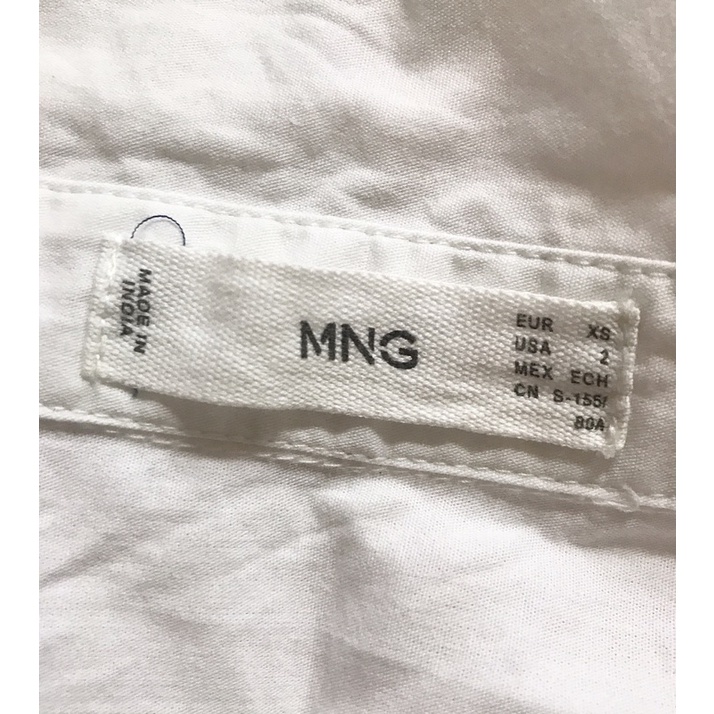 MADE IN
INDIA
MNG
EUR XS
USA 2
MEX ECH
CN S-155/
80A